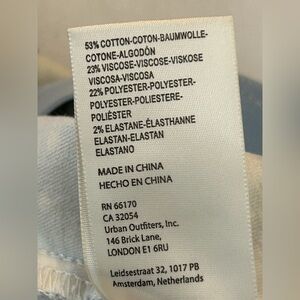 53% COTTON-COTON-BAUMWOLLE-
COTONE-ALGODÓN
23% VISCOSE-VISCOSE-VISKOSE
VISCOSA-VISCOSA
22% POLYESTER-POLYESTER-
POLYESTER-POLIESTERE-
POLIÉSTER
2% ELASTANE-ÉLASTHANNE
ELASTAN-ELASTAN
ELASTANO
MADE IN CHINA
HECHO EN CHINA
RN 66170
CA 32054
Urban Outfiters, Inc.
146 Brick Lane,
LONDON E1 6RU
Leidsestraat 32, 1017 PB
Amsterdam, Netherlands